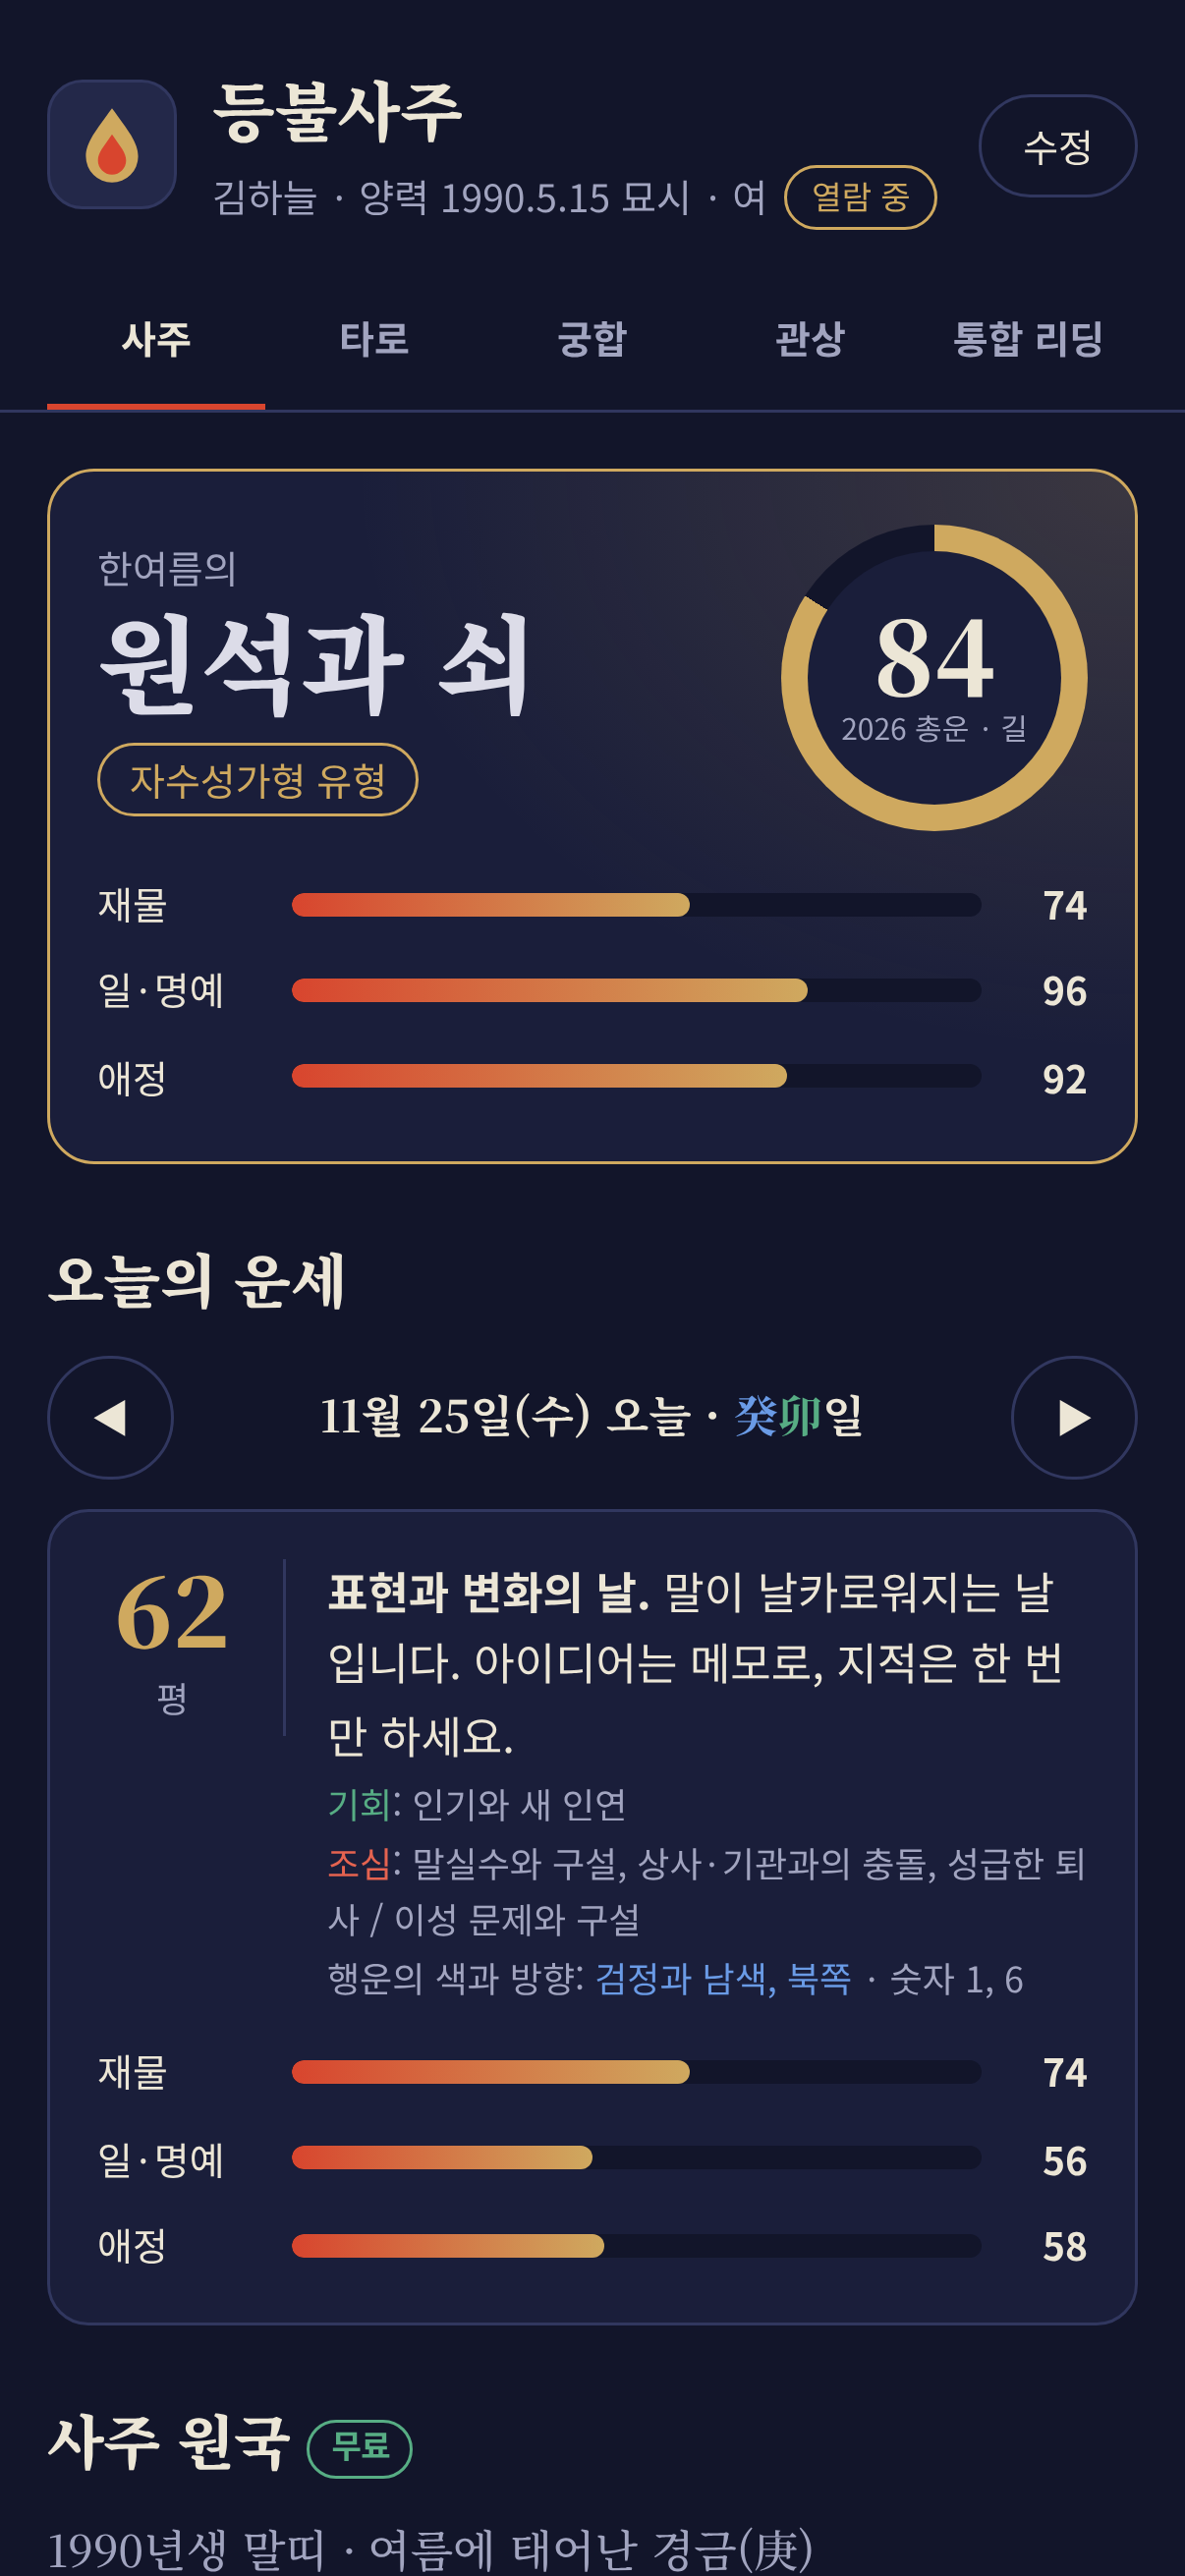 등불사주
김하늘 · 양력 1990.5.15 묘시 · 여 열람 중
수정
사주 타로 궁합 관상 통합 리딩
한여름의
원석과 쇠
자수성가형 유형
84
2026 총운 · 길
재물 74
일·명예 96
애정 92
오늘의 운세
◀ 11월 25일(수) 오늘 · 癸卯일 ▶
62
평
표현과 변화의 날. 말이 날카로워지는 날
입니다. 아이디어는 메모로, 지적은 한 번
만 하세요.
기회: 인기와 새 인연
조심: 말실수와 구설, 상사·기관과의 충돌, 성급한 퇴
사 / 이성 문제와 구설
행운의 색과 방향: 검정과 남색, 북쪽 · 숫자 1, 6
재물 74
일·명예 56
애정 58
사주 원국 무료
1990년생 말띠 · 여름에 태어난 경금(庚)